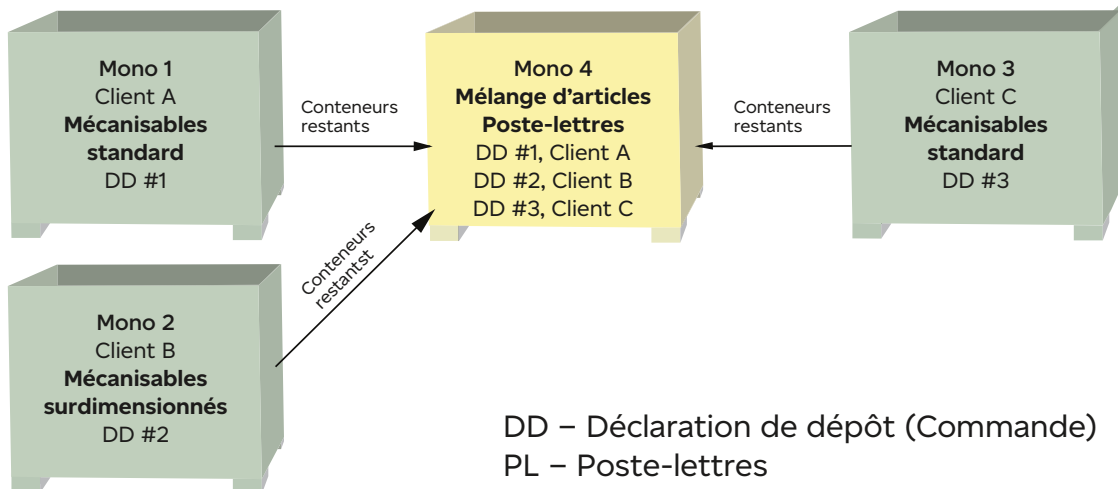 Mono 1
Client A
Mécanisables
standard
DD #1
Conteneurs
restants
Mono 4
Mélange d’articles
Poste-lettres
DD #1, Client A
DD #2, Client B
DD #3, Client C
Conteneurs
restants
Mono 3
Client C
Mécanisables
standard
DD #3
Conteneurs
restantst
Mono 2
Client B
Mécanisables
surdimensionnés
DD #2
DD – Déclaration de dépôt (Commande)
PL – Poste-lettres